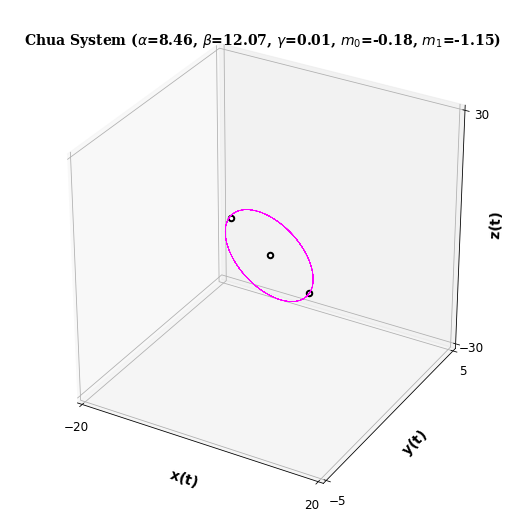 Chua System (α=8.46, β=12.07, γ=0.01, m₀=-0.18, m₁=-1.15)
30
z(t)
−30
5
y(t)
−20
x(t)
20
−5